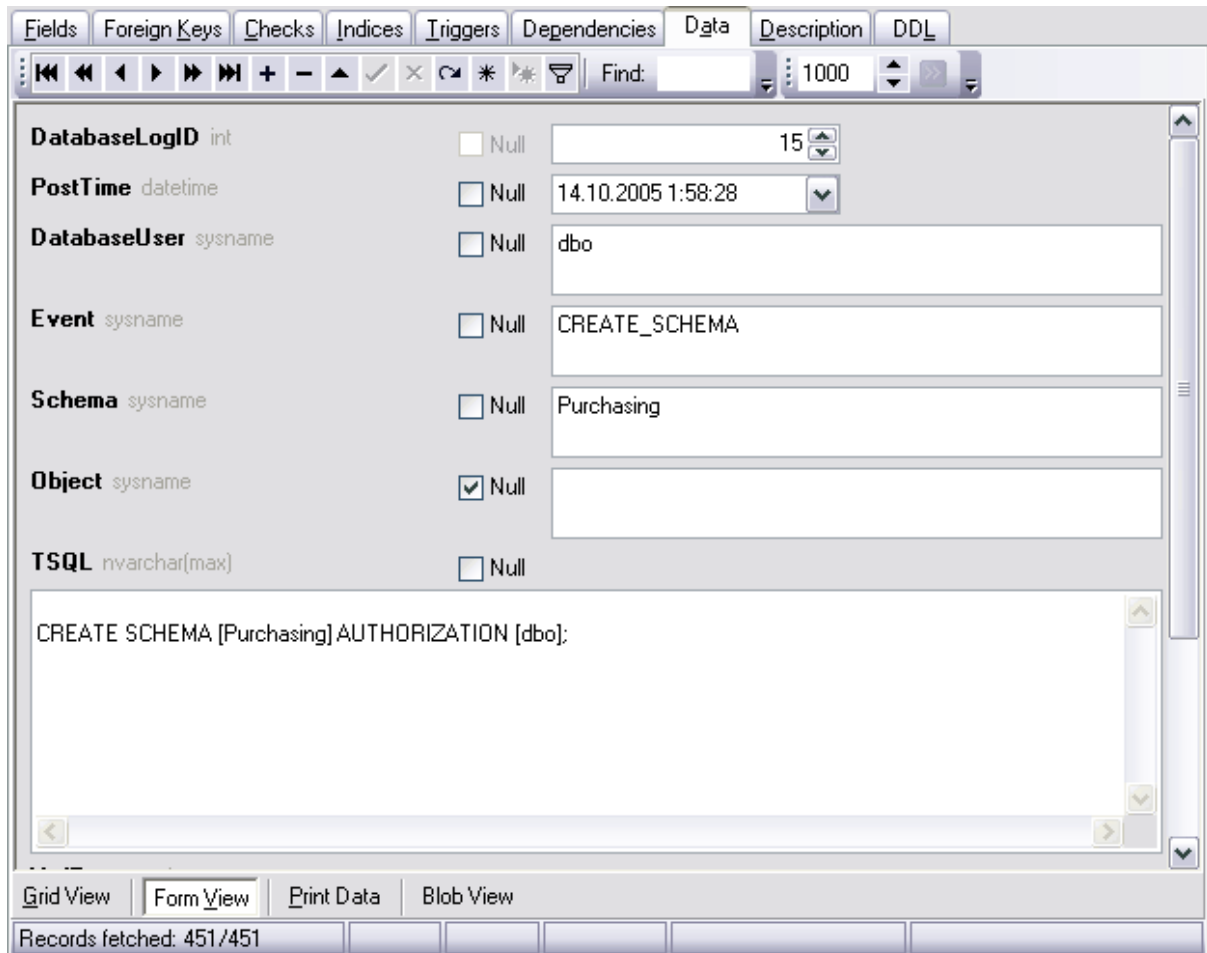 Fields Foreign Keys Checks Indices Triggers Dependencies Data Description DDL
Find: 1000
DatabaseLogID int Null 15
PostTime datetime Null 14.10.2005 1:58:28
DatabaseUser sysname Null dbo
Event sysname Null CREATE_SCHEMA
Schema sysname Null Purchasing
Object sysname Null
TSQL nvarchar(max) Null
CREATE SCHEMA [Purchasing] AUTHORIZATION [dbo];
Grid View Form View Print Data Blob View
Records fetched: 451/451